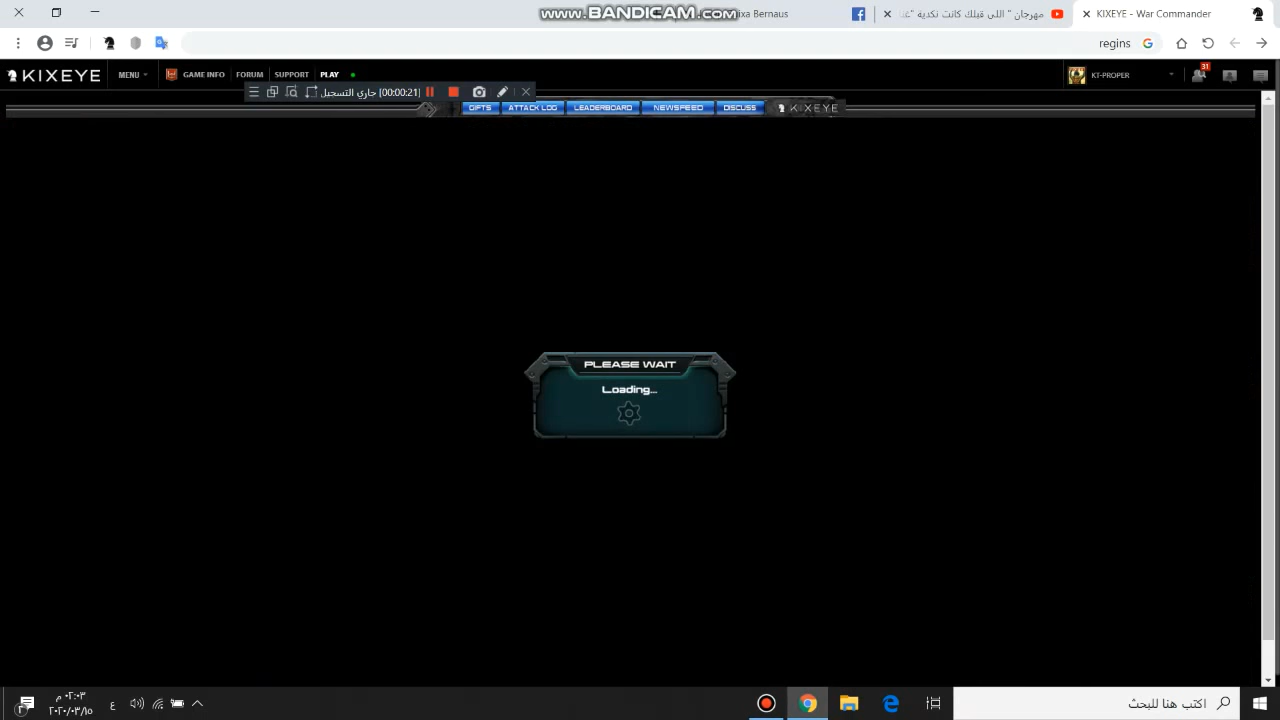 www.BANDICAM.com
ixa Bernaus
مهرجان " اللى قبلك كانت نكدية "غنا
KIXEYE - War Commander
regins
KIXEYE
MENU
GAME INFO
FORUM
SUPPORT
PLAY
KT-PROPER
31
[00:00:21] جاري التسجيل
GIFTS
ATTACK LOG
LEADERBOARD
NEWSFEED
DISCUSS
KIXEYE
PLEASE WAIT
Loading...
٠٢:٠٣ م
٢٠٢٠/٠٣/١٥
ع
اكتب هنا للبحث